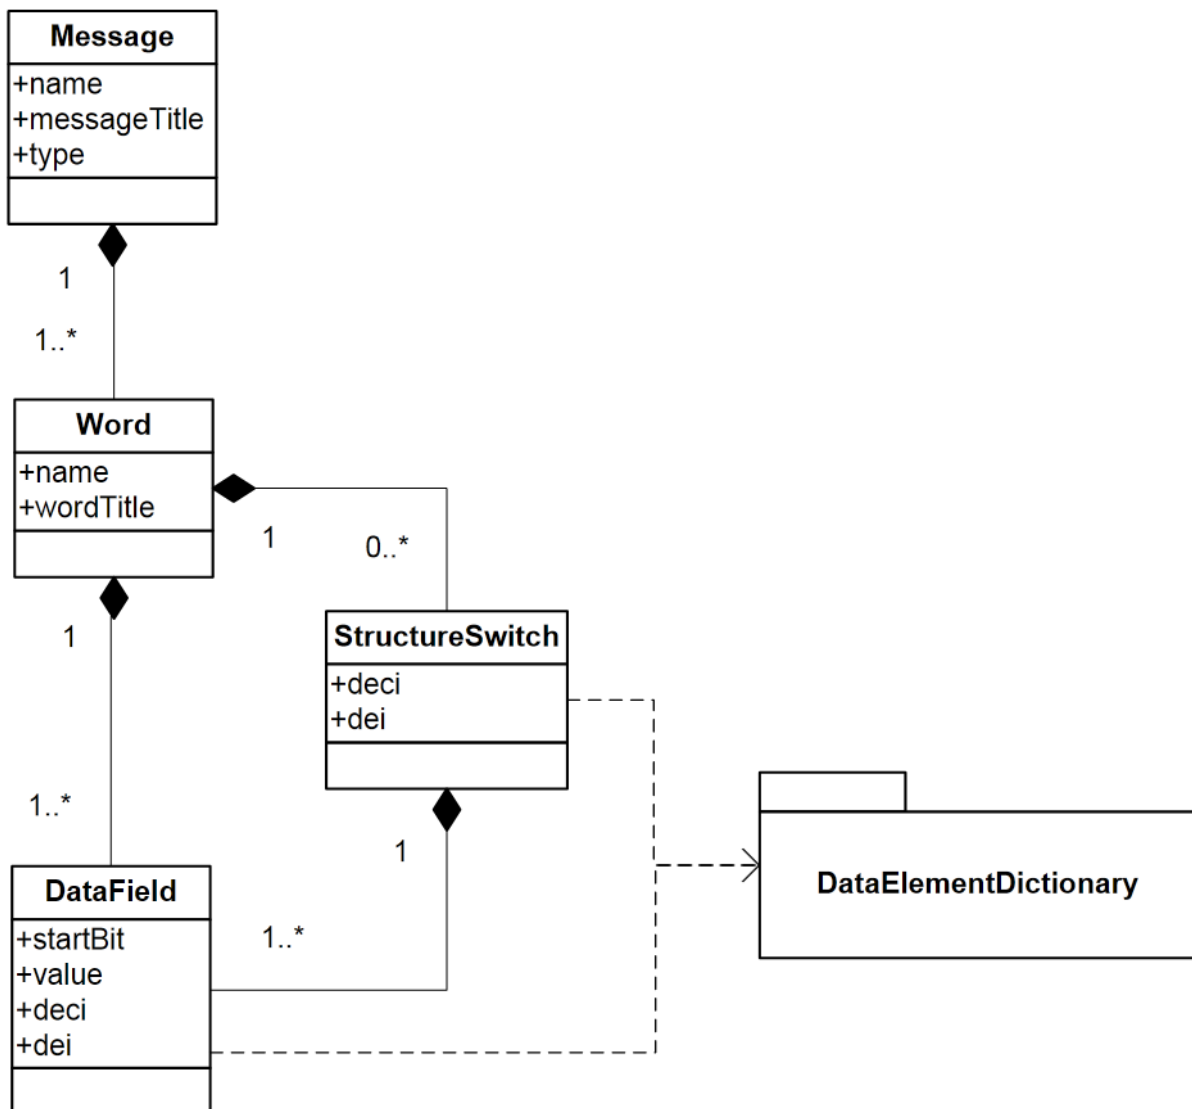 Message
+name
+messageTitle
+type
1
1..*
Word
+name
+wordTitle
1
0..*
1
StructureSwitch
+deci
+dei
1..*
1
DataElementDictionary
DataField
+startBit
+value
+deci
+dei
1..*